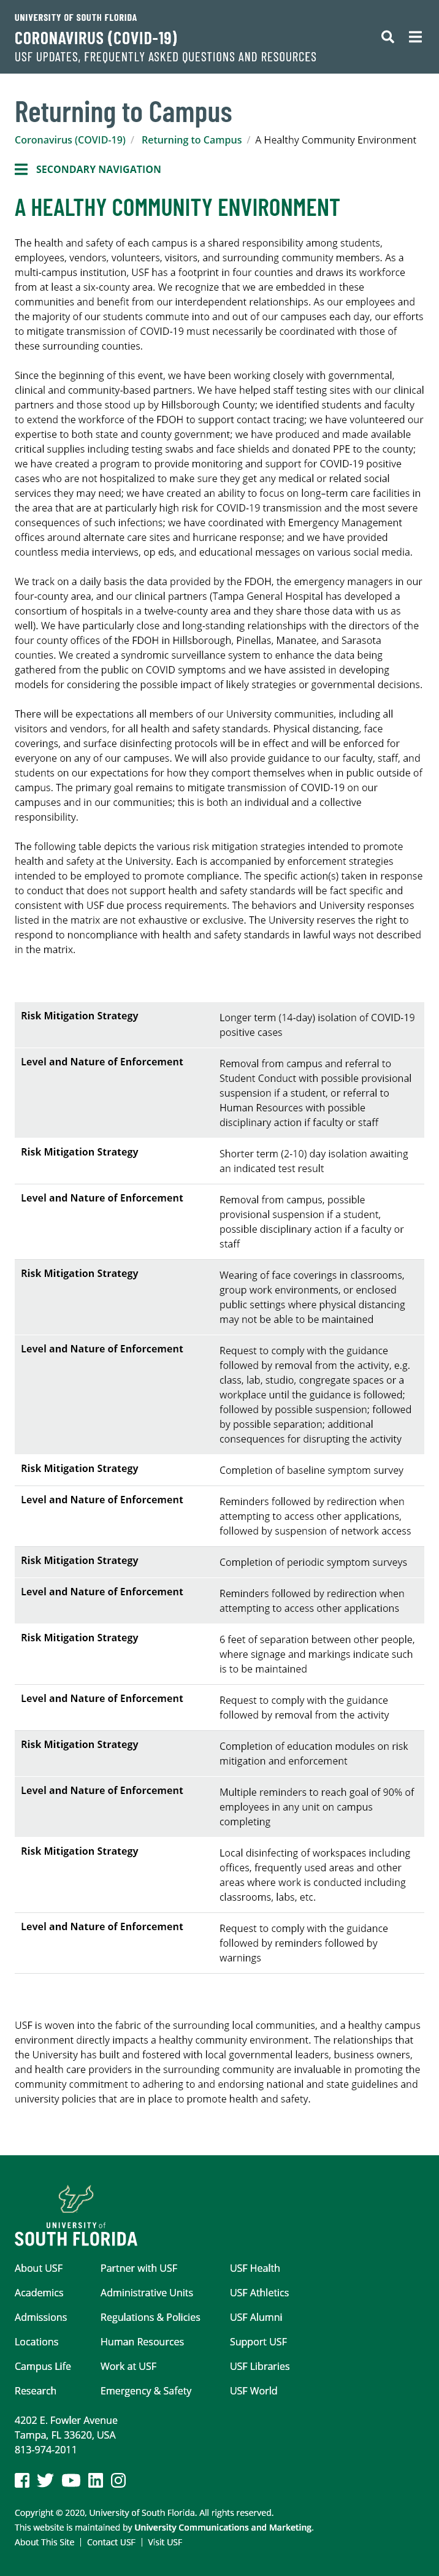 UNIVERSITY OF SOUTH FLORIDA
CORONAVIRUS (COVID-19)
USF UPDATES, FREQUENTLY ASKED QUESTIONS AND RESOURCES
Returning to Campus
Coronavirus (COVID-19) / Returning to Campus / A Healthy Community Environment
SECONDARY NAVIGATION
A HEALTHY COMMUNITY ENVIRONMENT
The health and safety of each campus is a shared responsibility among students,
employees, vendors, volunteers, visitors, and surrounding community members. As a
multi-campus institution, USF has a footprint in four counties and draws its workforce
from at least a six-county area. We recognize that we are embedded in these
communities and benefit from our interdependent relationships. As our employees and
the majority of our students commute into and out of our campuses each day, our efforts
to mitigate transmission of COVID-19 must necessarily be coordinated with those of
these surrounding counties.
Since the beginning of this event, we have been working closely with governmental,
clinical and community-based partners. We have helped staff testing sites with our clinical
partners and those stood up by Hillsborough County; we identified students and faculty
to extend the workforce of the FDOH to support contact tracing; we have volunteered our
expertise to both state and county government; we have produced and made available
critical supplies including testing swabs and face shields and donated PPE to the county;
we have created a program to provide monitoring and support for COVID-19 positive
cases who are not hospitalized to make sure they get any medical or related social
services they may need; we have created an ability to focus on long–term care facilities in
the area that are at particularly high risk for COVID-19 transmission and the most severe
consequences of such infections; we have coordinated with Emergency Management
offices around alternate care sites and hurricane response; and we have provided
countless media interviews, op eds, and educational messages on various social media.
We track on a daily basis the data provided by the FDOH, the emergency managers in our
four-county area, and our clinical partners (Tampa General Hospital has developed a
consortium of hospitals in a twelve-county area and they share those data with us as
well). We have particularly close and long-standing relationships with the directors of the
four county offices of the FDOH in Hillsborough, Pinellas, Manatee, and Sarasota
counties. We created a syndromic surveillance system to enhance the data being
gathered from the public on COVID symptoms and we have assisted in developing
models for considering the possible impact of likely strategies or governmental decisions.
There will be expectations all members of our University communities, including all
visitors and vendors, for all health and safety standards. Physical distancing, face
coverings, and surface disinfecting protocols will be in effect and will be enforced for
everyone on any of our campuses. We will also provide guidance to our faculty, staff, and
students on our expectations for how they comport themselves when in public outside of
campus. The primary goal remains to mitigate transmission of COVID-19 on our
campuses and in our communities; this is both an individual and a collective
responsibility.
The following table depicts the various risk mitigation strategies intended to promote
health and safety at the University. Each is accompanied by enforcement strategies
intended to be employed to promote compliance. The specific action(s) taken in response
to conduct that does not support health and safety standards will be fact specific and
consistent with USF due process requirements. The behaviors and University responses
listed in the matrix are not exhaustive or exclusive. The University reserves the right to
respond to noncompliance with health and safety standards in lawful ways not described
in the matrix.
Risk Mitigation Strategy
Longer term (14-day) isolation of COVID-19
positive cases
Level and Nature of Enforcement
Removal from campus and referral to
Student Conduct with possible provisional
suspension if a student, or referral to
Human Resources with possible
disciplinary action if faculty or staff
Risk Mitigation Strategy
Shorter term (2-10) day isolation awaiting
an indicated test result
Level and Nature of Enforcement
Removal from campus, possible
provisional suspension if a student,
possible disciplinary action if a faculty or
staff
Risk Mitigation Strategy
Wearing of face coverings in classrooms,
group work environments, or enclosed
public settings where physical distancing
may not be able to be maintained
Level and Nature of Enforcement
Request to comply with the guidance
followed by removal from the activity, e.g.
class, lab, studio, congregate spaces or a
workplace until the guidance is followed;
followed by possible suspension; followed
by possible separation; additional
consequences for disrupting the activity
Risk Mitigation Strategy
Completion of baseline symptom survey
Level and Nature of Enforcement
Reminders followed by redirection when
attempting to access other applications,
followed by suspension of network access
Risk Mitigation Strategy
Completion of periodic symptom surveys
Level and Nature of Enforcement
Reminders followed by redirection when
attempting to access other applications
Risk Mitigation Strategy
6 feet of separation between other people,
where signage and markings indicate such
is to be maintained
Level and Nature of Enforcement
Request to comply with the guidance
followed by removal from the activity
Risk Mitigation Strategy
Completion of education modules on risk
mitigation and enforcement
Level and Nature of Enforcement
Multiple reminders to reach goal of 90% of
employees in any unit on campus
completing
Risk Mitigation Strategy
Local disinfecting of workspaces including
offices, frequently used areas and other
areas where work is conducted including
classrooms, labs, etc.
Level and Nature of Enforcement
Request to comply with the guidance
followed by reminders followed by
warnings
USF is woven into the fabric of the surrounding local communities, and a healthy campus
environment directly impacts a healthy community environment. The relationships that
the University has built and fostered with local governmental leaders, business owners,
and health care providers in the surrounding community are invaluable in promoting the
community commitment to adhering to and endorsing national and state guidelines and
university policies that are in place to promote health and safety.
UNIVERSITY of
SOUTH FLORIDA
About USF
Academics
Admissions
Locations
Campus Life
Research
Partner with USF
Administrative Units
Regulations & Policies
Human Resources
Work at USF
Emergency & Safety
USF Health
USF Athletics
USF Alumni
Support USF
USF Libraries
USF World
4202 E. Fowler Avenue
Tampa, FL 33620, USA
813-974-2011
Copyright © 2020, University of South Florida. All rights reserved.
This website is maintained by University Communications and Marketing.
About This Site | Contact USF | Visit USF